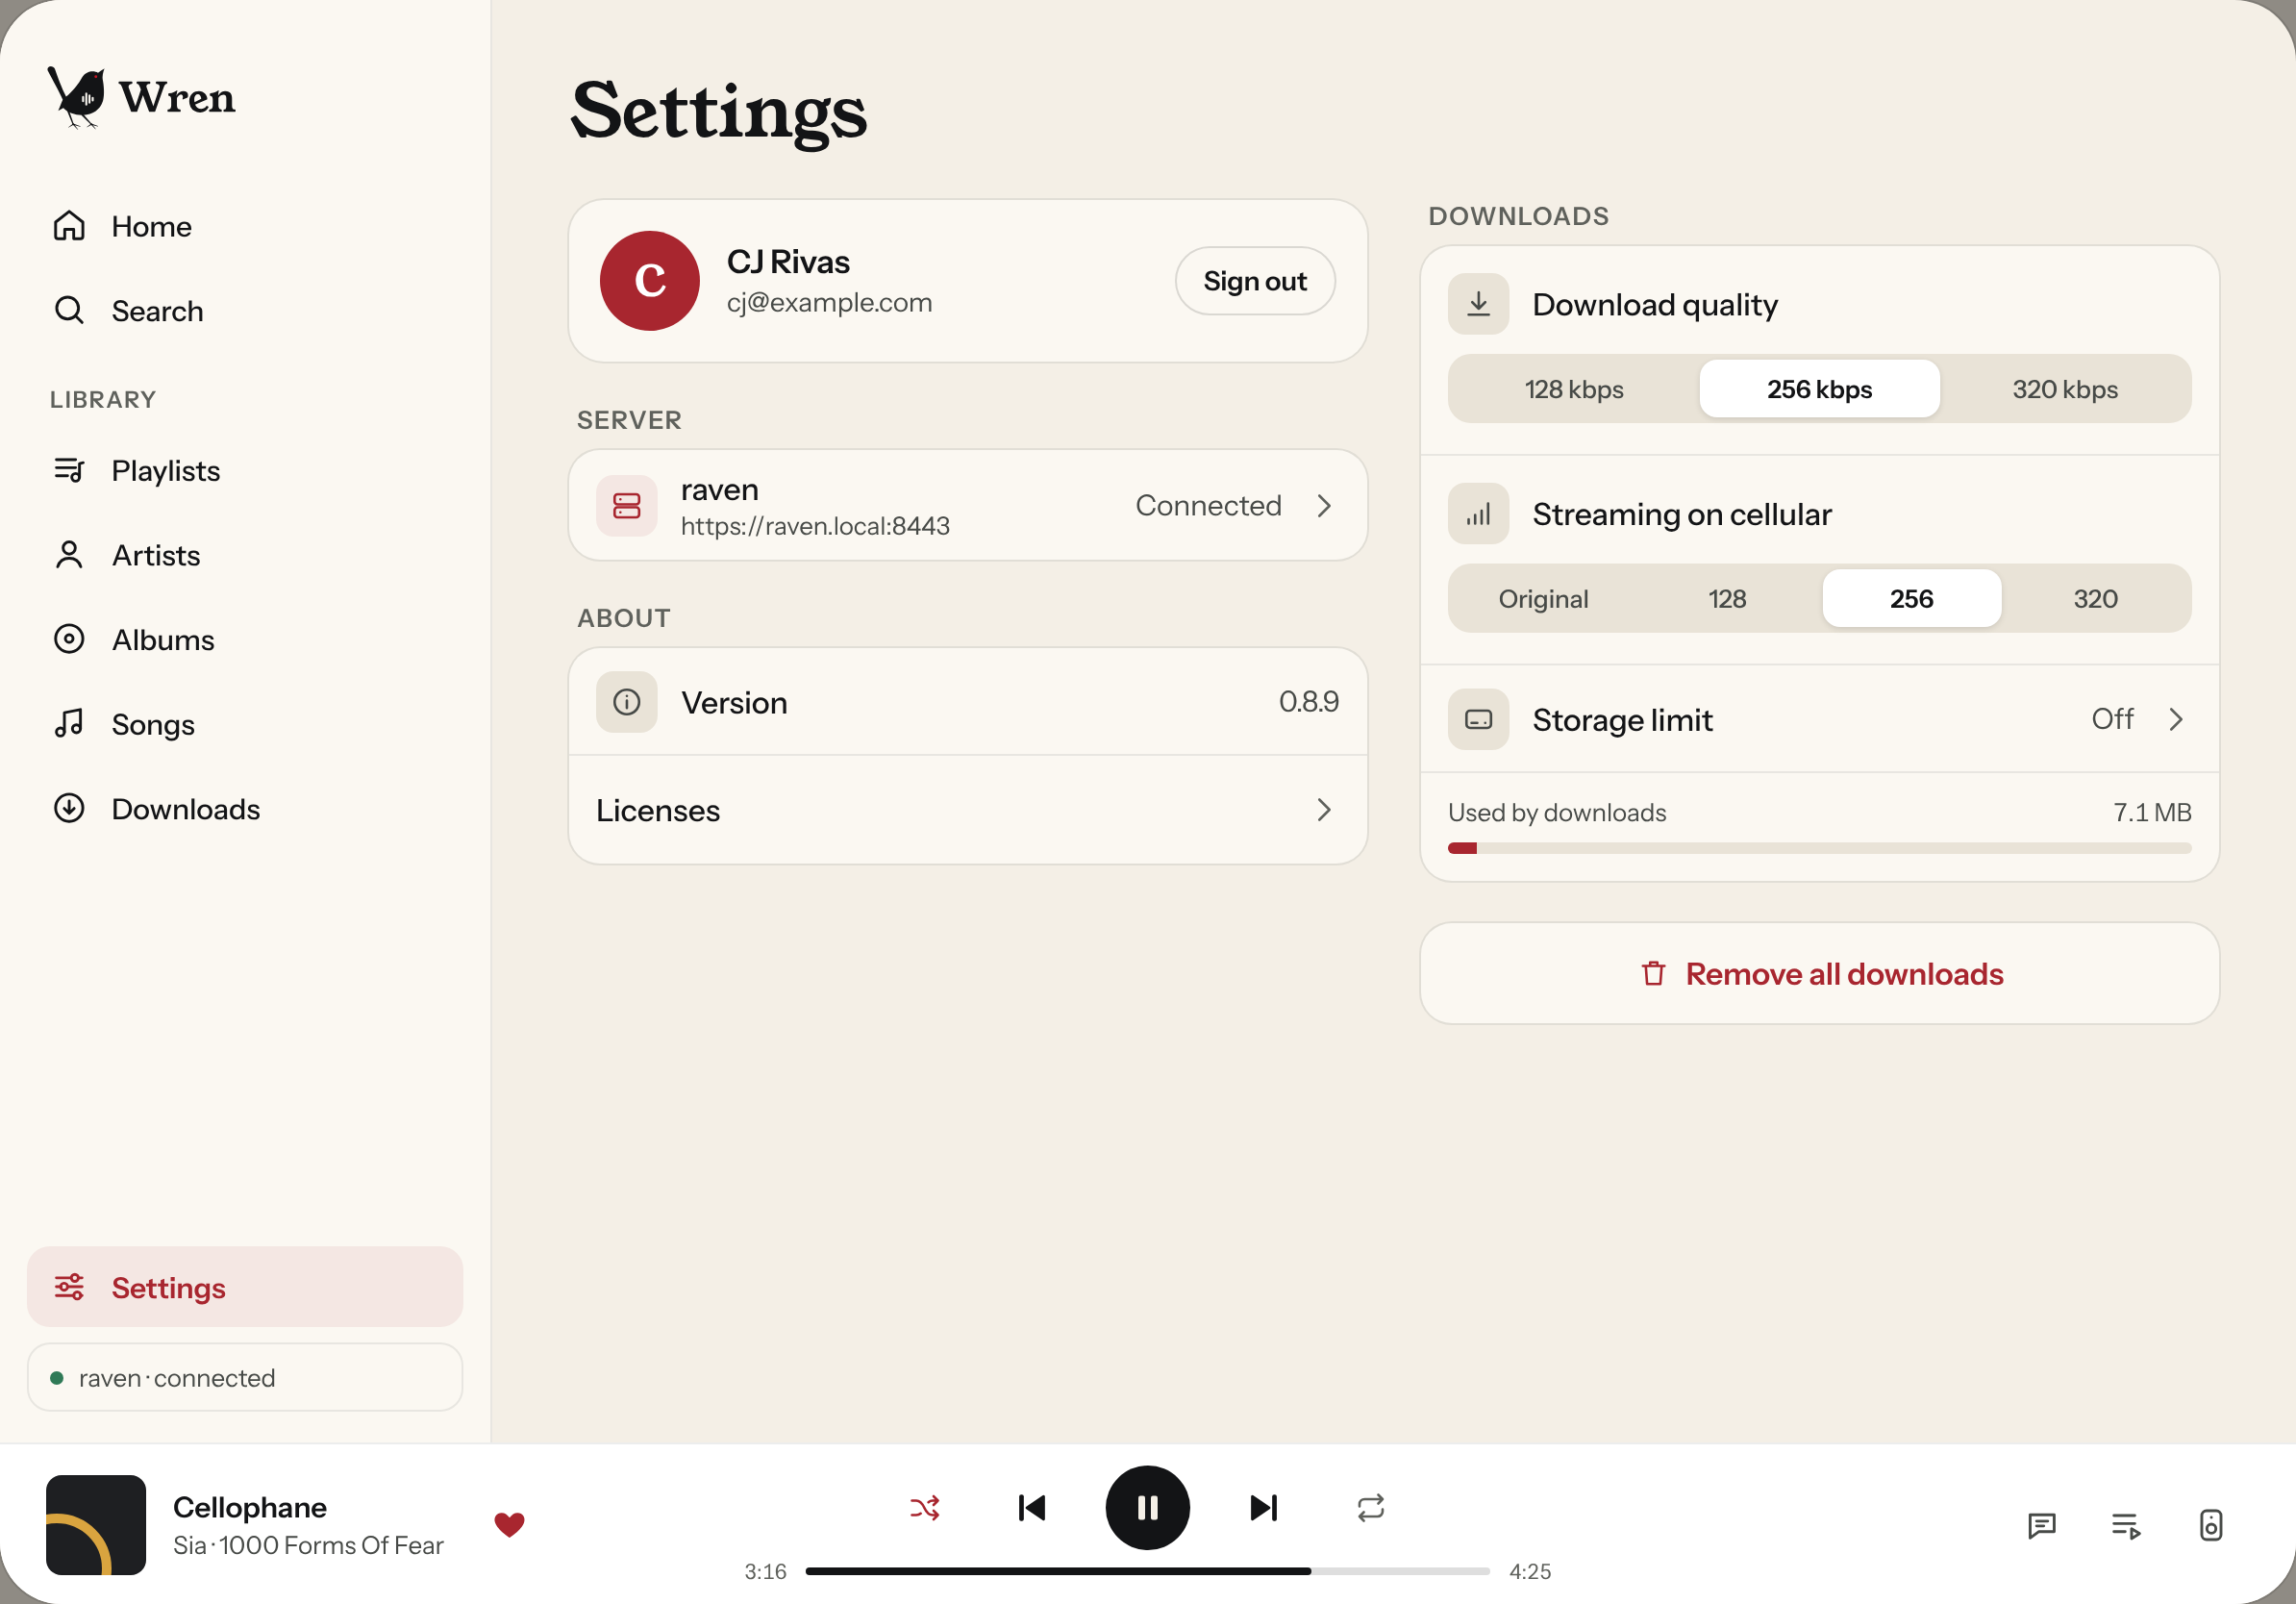 Wren
Home
Search
LIBRARY
Playlists
Artists
Albums
Songs
Downloads
Settings
raven · connected
Settings
C
CJ Rivas
cj@example.com
Sign out
SERVER
raven
https://raven.local:8443
Connected
ABOUT
Version
0.8.9
Licenses
DOWNLOADS
Download quality
128 kbps
256 kbps
320 kbps
Streaming on cellular
Original
128
256
320
Storage limit
Off
Used by downloads
7.1 MB
Remove all downloads
Cellophane
Sia · 1000 Forms Of Fear
3:16
4:25